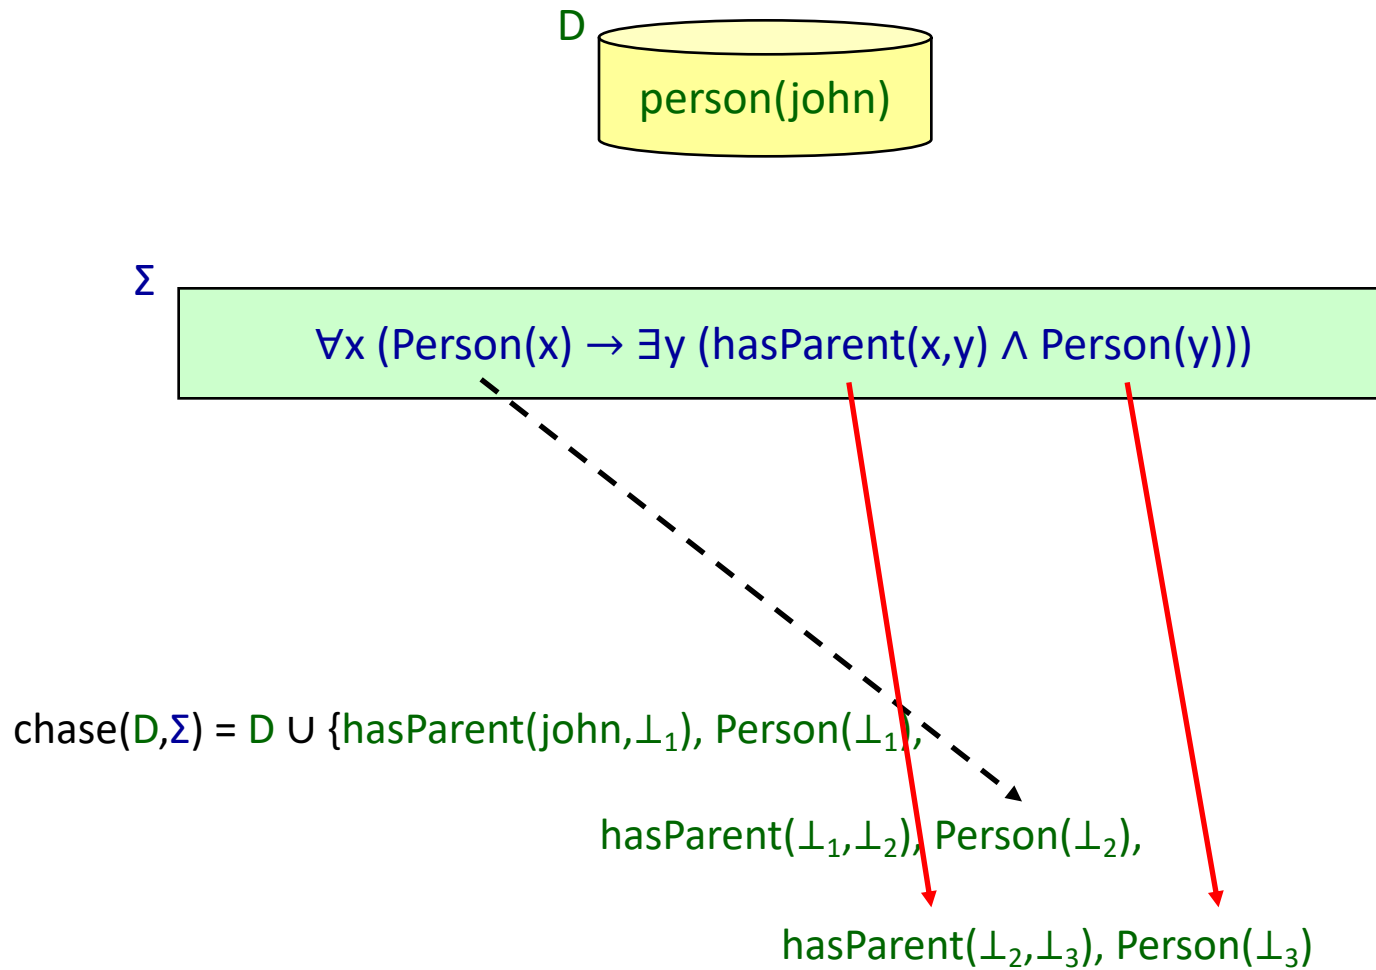 D
person(john)
Σ
∀x (Person(x) → ∃y (hasParent(x,y) ∧ Person(y)))
chase(D,Σ) = D ∪ {hasParent(john,⊥₁), Person(⊥₁),
hasParent(⊥₁,⊥₂), Person(⊥₂),
hasParent(⊥₂,⊥₃), Person(⊥₃)